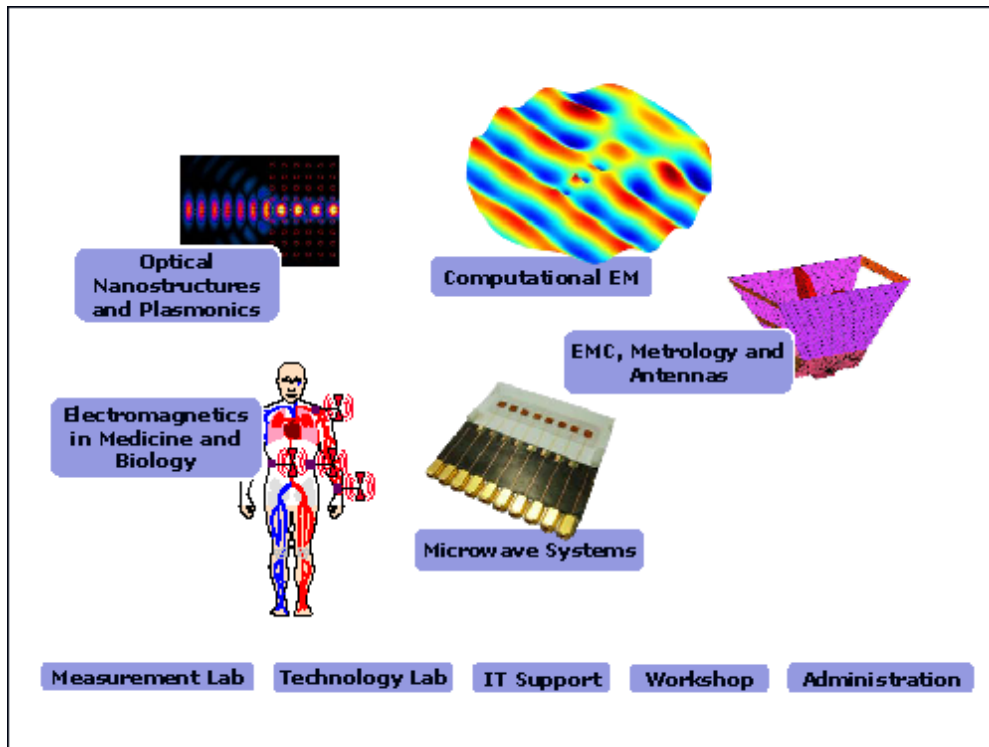 Optical
Nanostructures
and Plasmonics
Computational EM
EMC, Metrology and
Antennas
Electromagnetics
in Medicine and
Biology
Microwave Systems
Measurement Lab
Technology Lab
IT Support
Workshop
Administration